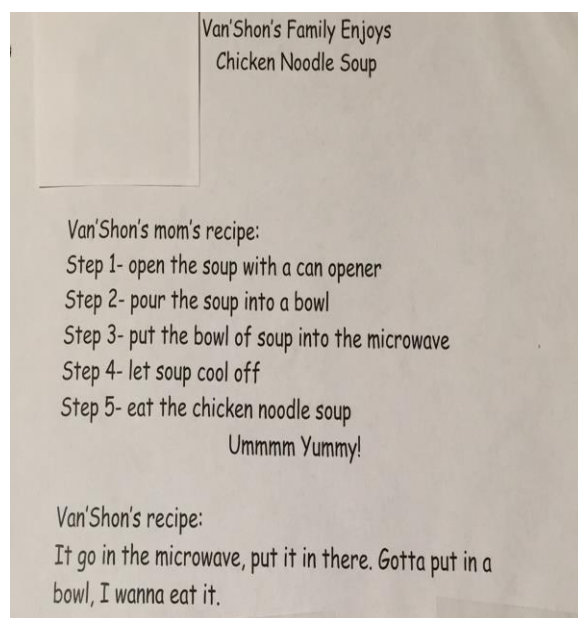 Van'Shon's Family Enjoys
Chicken Noodle Soup
Van'Shon's mom's recipe:
Step 1- open the soup with a can opener
Step 2- pour the soup into a bowl
Step 3- put the bowl of soup into the microwave
Step 4- let soup cool off
Step 5- eat the chicken noodle soup
Ummmm Yummy!
Van'Shon's recipe:
It go in the microwave, put it in there. Gotta put in a
bowl, I wanna eat it.